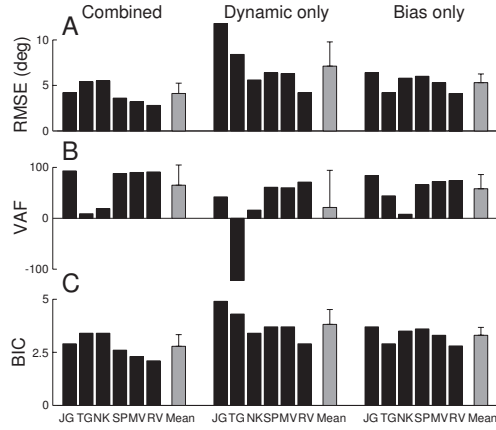 Combined Dynamic only Bias only
A
RMSE (deg)
10
5
0
B
VAF
100
0
-100
C
BIC
5
2.5
0
JG TG NK SP MV RV Mean JG TG NK SP MV RV Mean JG TG NK SP MV RV Mean